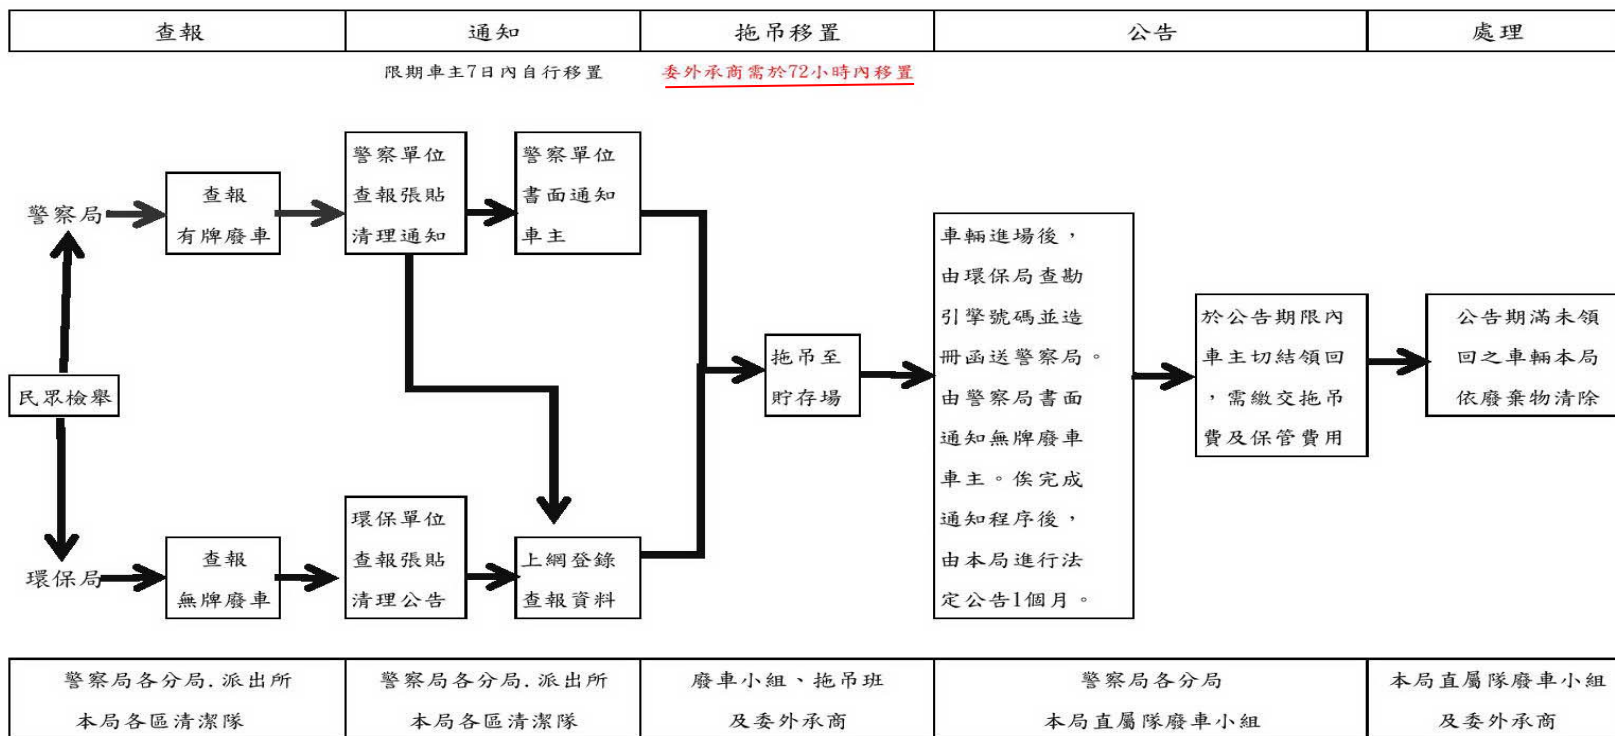 查報
通知
拖吊移置
公告
處理
限期車主7日內自行移置
委外承商需於72小時內移置
民眾檢舉
警察局
查報
有牌廢車
警察單位
查報張貼
清理通知
警察單位
書面通知
車主
環保局
查報
無牌廢車
環保單位
查報張貼
清理公告
上網登錄
查報資料
拖吊至
貯存場
車輛進場後，
由環保局查勘
引擎號碼並造
冊函送警察局。
由警察局書面
通知無牌廢車
車主。俟完成
通知程序後，
由本局進行法
定公告1個月。
於公告期限內
車主切結領回
，需繳交拖吊
費及保管費用
公告期滿未領
回之車輛本局
依廢棄物清除
警察局各分局.派出所
本局各區清潔隊
警察局各分局.派出所
本局各區清潔隊
廢車小組、拖吊班
及委外承商
警察局各分局
本局直屬隊廢車小組
本局直屬隊廢車小組
及委外承商